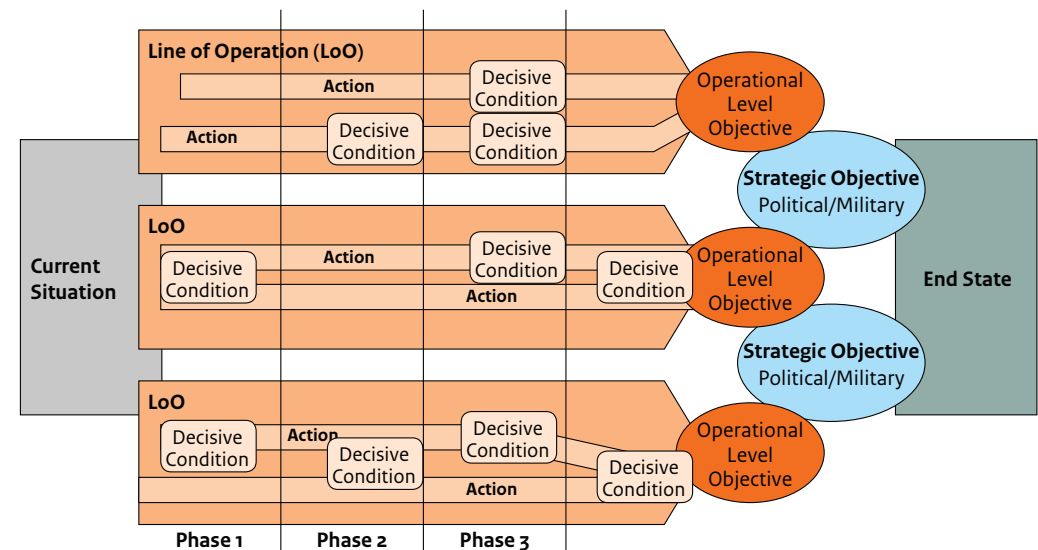 Line of Operation (LoO)
Action
Decisive
Condition
Action
Decisive
Condition
Decisive
Condition
Operational
Level
Objective
Strategic Objective
Political/Military
Current
Situation
LoO
Decisive
Condition
Action
Decisive
Condition
Action
Decisive
Condition
Operational
Level
Objective
End State
Strategic Objective
Political/Military
LoO
Decisive
Condition
Action
Decisive
Condition
Decisive
Condition
Action
Decisive
Condition
Operational
Level
Objective
Phase 1
Phase 2
Phase 3